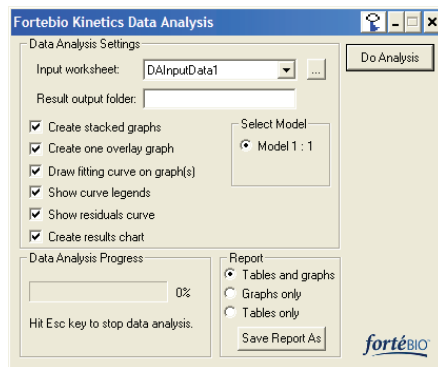 Fortebio Kinetics Data Analysis
Data Analysis Settings
Do Analysis
Input worksheet: DAInputData1 ...
Result output folder:
Create stacked graphs
Select Model
Create one overlay graph
Model 1 : 1
Draw fitting curve on graph(s)
Show curve legends
Show residuals curve
Create results chart
Data Analysis Progress
0%
Hit Esc key to stop data analysis.
Report
Tables and graphs
Graphs only
Tables only
Save Report As
fortéBIO